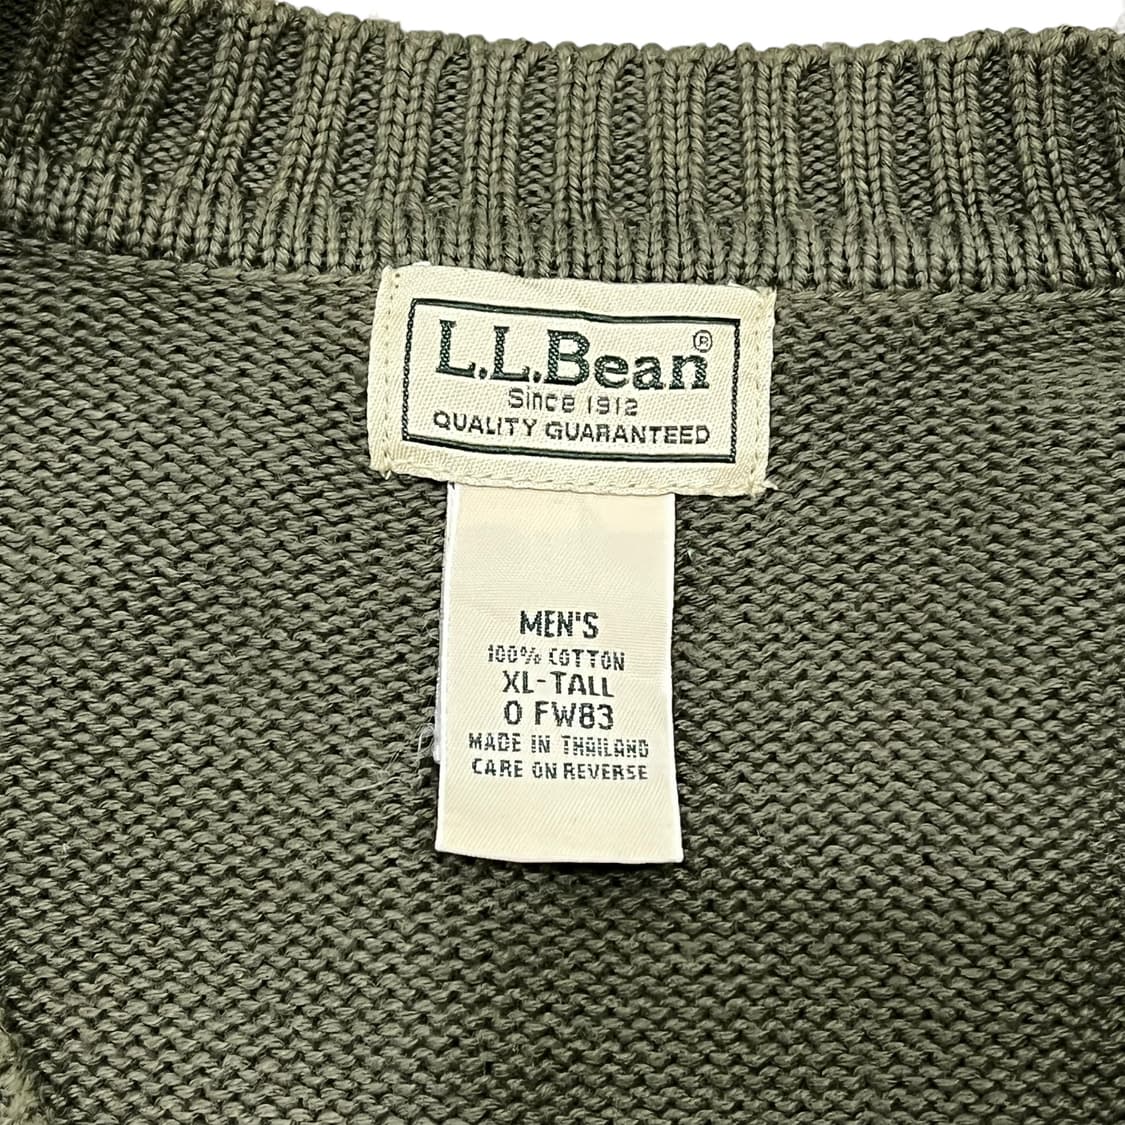 L.L.Bean®
Since 1912
QUALITY GUARANTEED
MEN'S
100% COTTON
XL-TALL
0 FW83
MADE IN THAILAND
CARE ON REVERSE